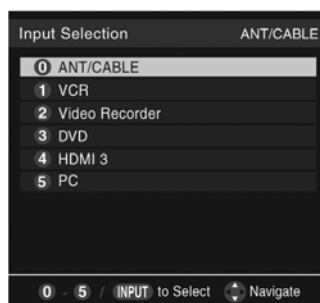 Input Selection ANT/CABLE
0 ANT/CABLE
1 VCR
2 Video Recorder
3 DVD
4 HDMI 3
5 PC
0 - 5 / INPUT to Select Navigate